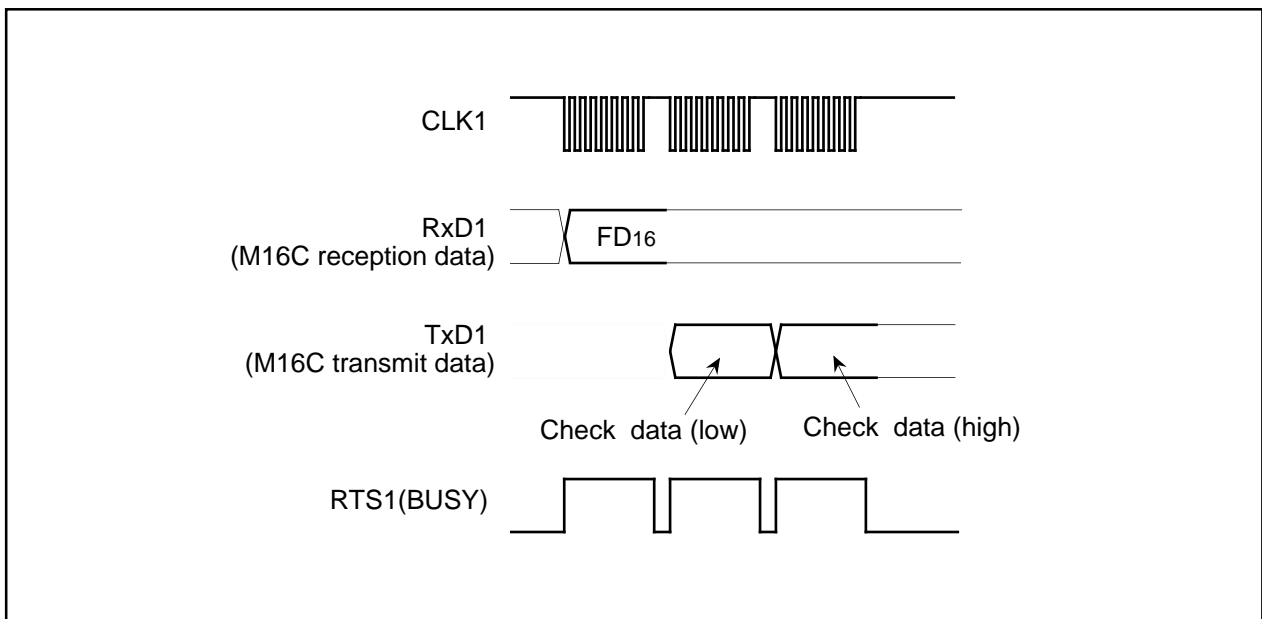 CLK1
RxD1
(M16C reception data)
FD16
TxD1
(M16C transmit data)
Check data (low)
Check data (high)
RTS1(BUSY)